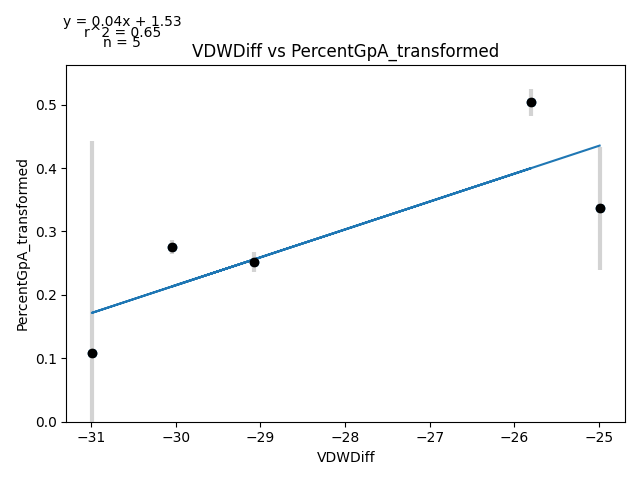 y = 0.04x + 1.53
r^2 = 0.65
n = 5
VDWDiff vs PercentGpA_transformed
PercentGpA_transformed
0.5
0.4
0.3
0.2
0.1
0.0
−31 −30 −29 −28 −27 −26 −25
VDWDiff